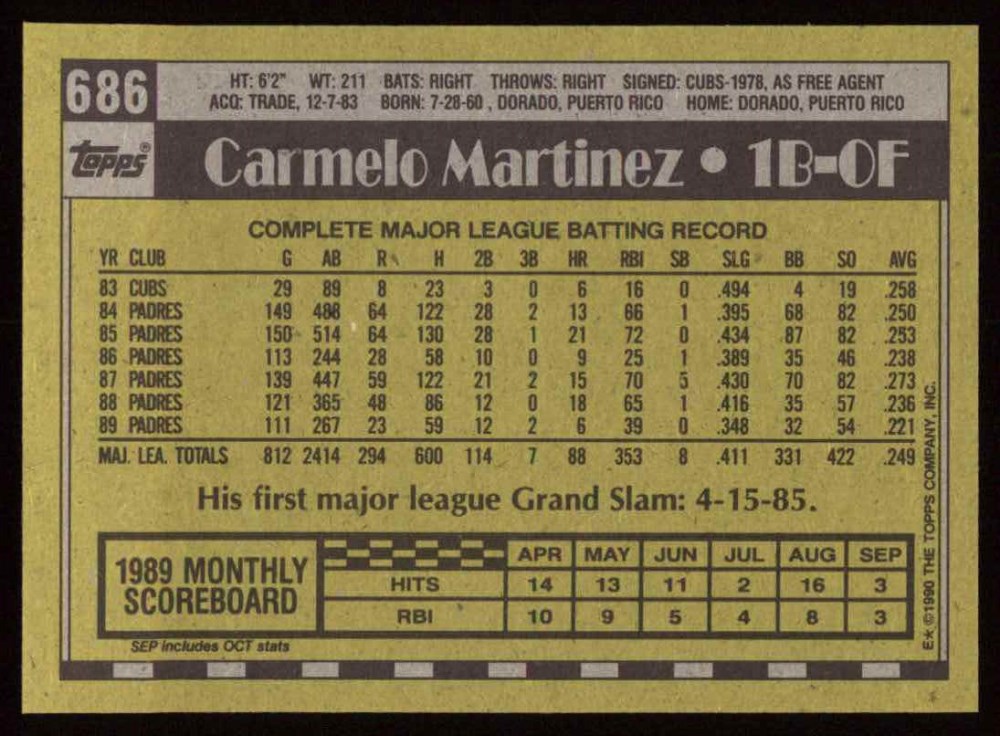 686
HT: 6'2" WT: 211 BATS: RIGHT THROWS: RIGHT SIGNED: CUBS-1978, AS FREE AGENT
ACQ: TRADE, 12-7-83 BORN: 7-28-60, DORADO, PUERTO RICO HOME: DORADO, PUERTO RICO
Topps® Carmelo Martinez • 1B-OF
COMPLETE MAJOR LEAGUE BATTING RECORD
YR CLUB G AB R H 2B 3B HR RBI SB SLG BB SO AVG
83 CUBS 29 89 8 23 3 0 6 16 0 .494 4 19 .258
84 PADRES 149 488 64 122 28 2 13 66 1 .395 68 82 .250
85 PADRES 150 514 64 130 28 1 21 72 0 .434 87 82 .253
86 PADRES 113 244 28 58 10 0 9 25 1 .389 35 46 .238
87 PADRES 139 447 59 122 21 2 15 70 5 .430 70 82 .273
88 PADRES 121 365 48 86 12 0 18 65 1 .416 35 57 .236
89 PADRES 111 267 23 59 12 2 6 39 0 .348 32 54 .221
MAJ. LEA. TOTALS 812 2414 294 600 114 7 88 353 8 .411 331 422 .249
His first major league Grand Slam: 4-15-85.
1989 MONTHLY
SCOREBOARD
APR MAY JUN JUL AUG SEP
HITS 14 13 11 2 16 3
RBI 10 9 5 4 8 3
SEP includes OCT stats
E* ©1990 THE TOPPS COMPANY, INC.